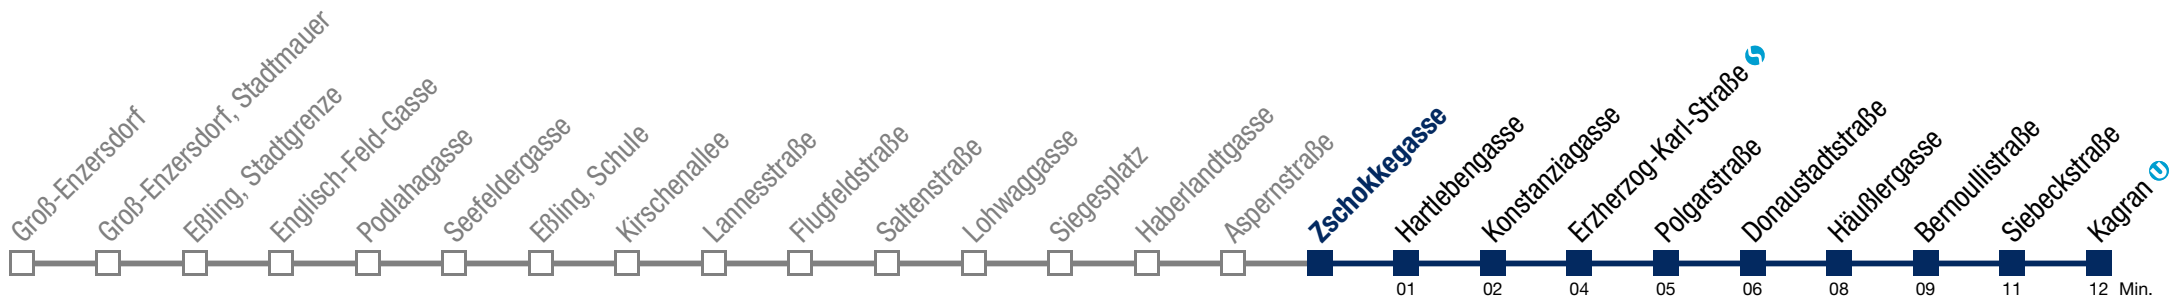 Groß-Enzersdorf
Groß-Enzersdorf, Stadtmauer
Eßling, Stadtgrenze
Englisch-Feld-Gasse
Podlahagasse
Seefeldergasse
Eßling, Schule
Kirschenallee
Lannesstraße
Flugfeldstraße
Saltenstraße
Lohwaggasse
Siegesplatz
Haberlandtgasse
Aspernstraße
Zschokkegasse
Hartlebengasse
Konstanziagasse
Erzherzog-Karl-Straße S
Polgarstraße
Donaustadtstraße
Häußlergasse
Bernoullistraße
Siebeckstraße
Kagran U
01 02 04 05 06 08 09 11 12 Min.